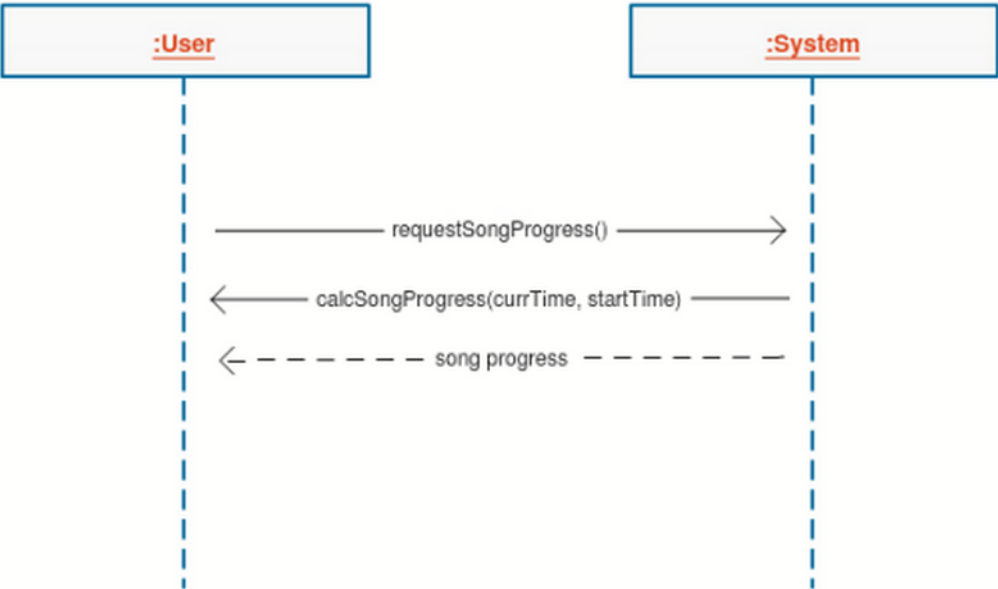 :User
:System
requestSongProgress()
calcSongProgress(currTime, startTime)
song progress